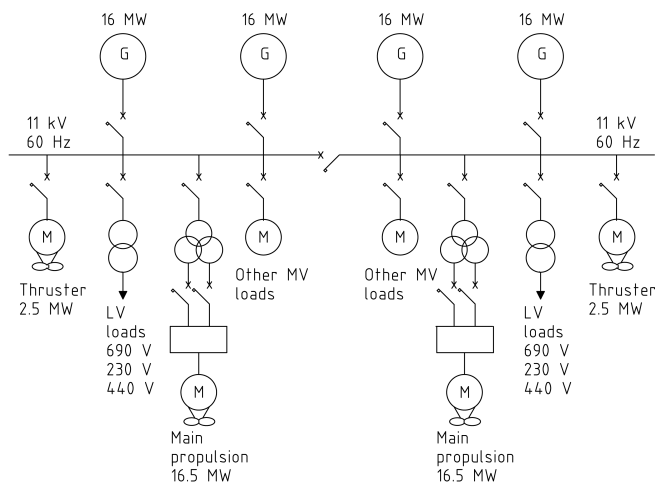 16 MW
16 MW
16 MW
16 MW
G
G
G
G
11 kV
60 Hz
11 kV
60 Hz
M
M
M
M
Thruster
2.5 MW
LV
loads
690 V
230 V
440 V
Other MV
loads
Other MV
loads
LV
loads
690 V
230 V
440 V
Thruster
2.5 MW
M
M
Main
propulsion
16.5 MW
Main
propulsion
16.5 MW